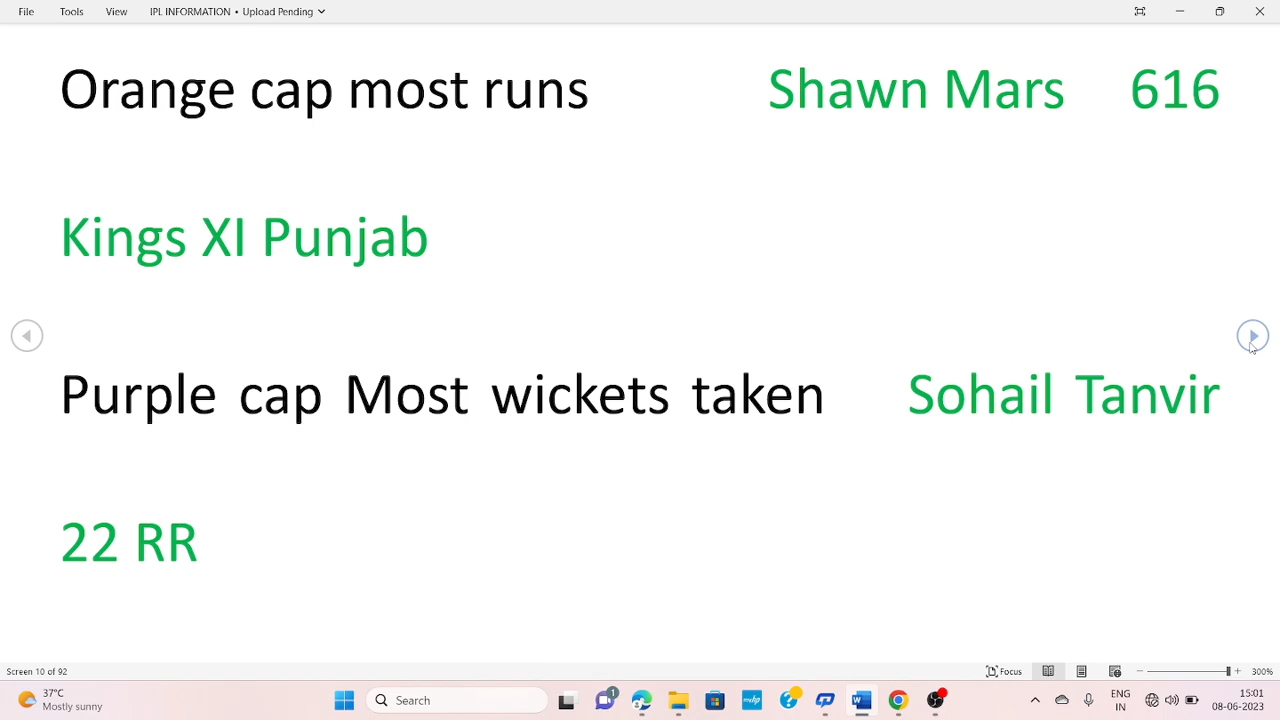 File Tools View IPL INFORMATION • Upload Pending
Orange cap most runs Shawn Mars 616
Kings XI Punjab
Purple cap Most wickets taken Sohail Tanvir
22 RR
Screen 10 of 92 Focus 300%
37°C
Mostly sunny
Search
1
ENG
IN
15:01
08-06-2023